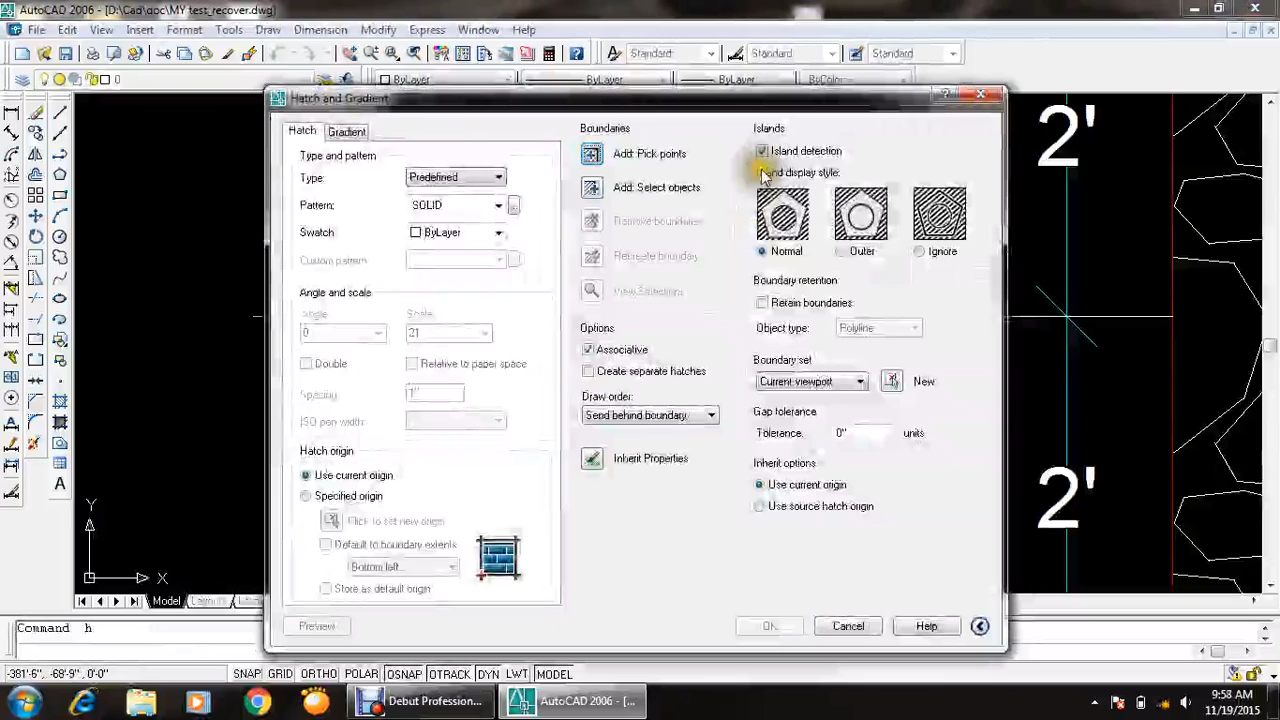 AutoCAD 2006 - [D:\Cad\doc\MY test_recover.dwg]
File Edit View Insert Format Tools Draw Dimension Modify Express Window Help
Standard Standard Standard
0 ByLayer ByLayer ByLayer ByColor
Hatch and Gradient
Hatch Gradient
Type and pattern
Type: Predefined
Pattern: SOLID
Swatch ByLayer
Custom pattern:
Angle and scale
Angle Scale:
0 21
Double Relative to paper space
Spacing: 1"
ISO pen width:
Hatch origin
Use current origin
Specified origin
Click to set new origin
Default to boundary extents
Bottom left
Store as default origin
Preview
Boundaries
Add: Pick points
Add: Select objects
Remove boundaries
Recreate boundary
View Selections
Options
Associative
Create separate hatches
Draw order:
Send behind boundary
Inherit Properties
Islands
Island detection
display style:
Normal Outer Ignore
Boundary retention
Retain boundaries
Object type: Polyline
Boundary set
Current viewport New
Gap tolerance
Tolerance: 0" units
Inherit options
Use current origin
Use source hatch origin
OK Cancel Help
2'
2'
Y
X
Model
Command h
-381'-6", -68'-9", 0'-0" SNAP GRID ORTHO POLAR OSNAP OTRACK DYN LWT MODEL
Debut Profession... AutoCAD 2006 - [...
9:58 AM
11/19/2015